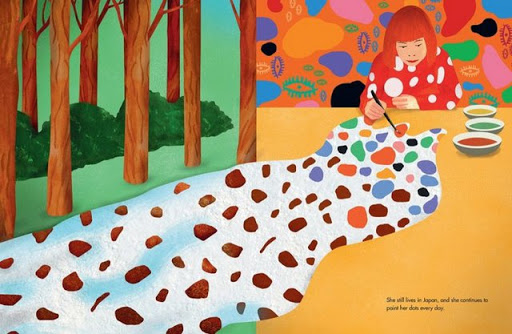 She still lives in Japan, and she continues to
paint her dots every day.